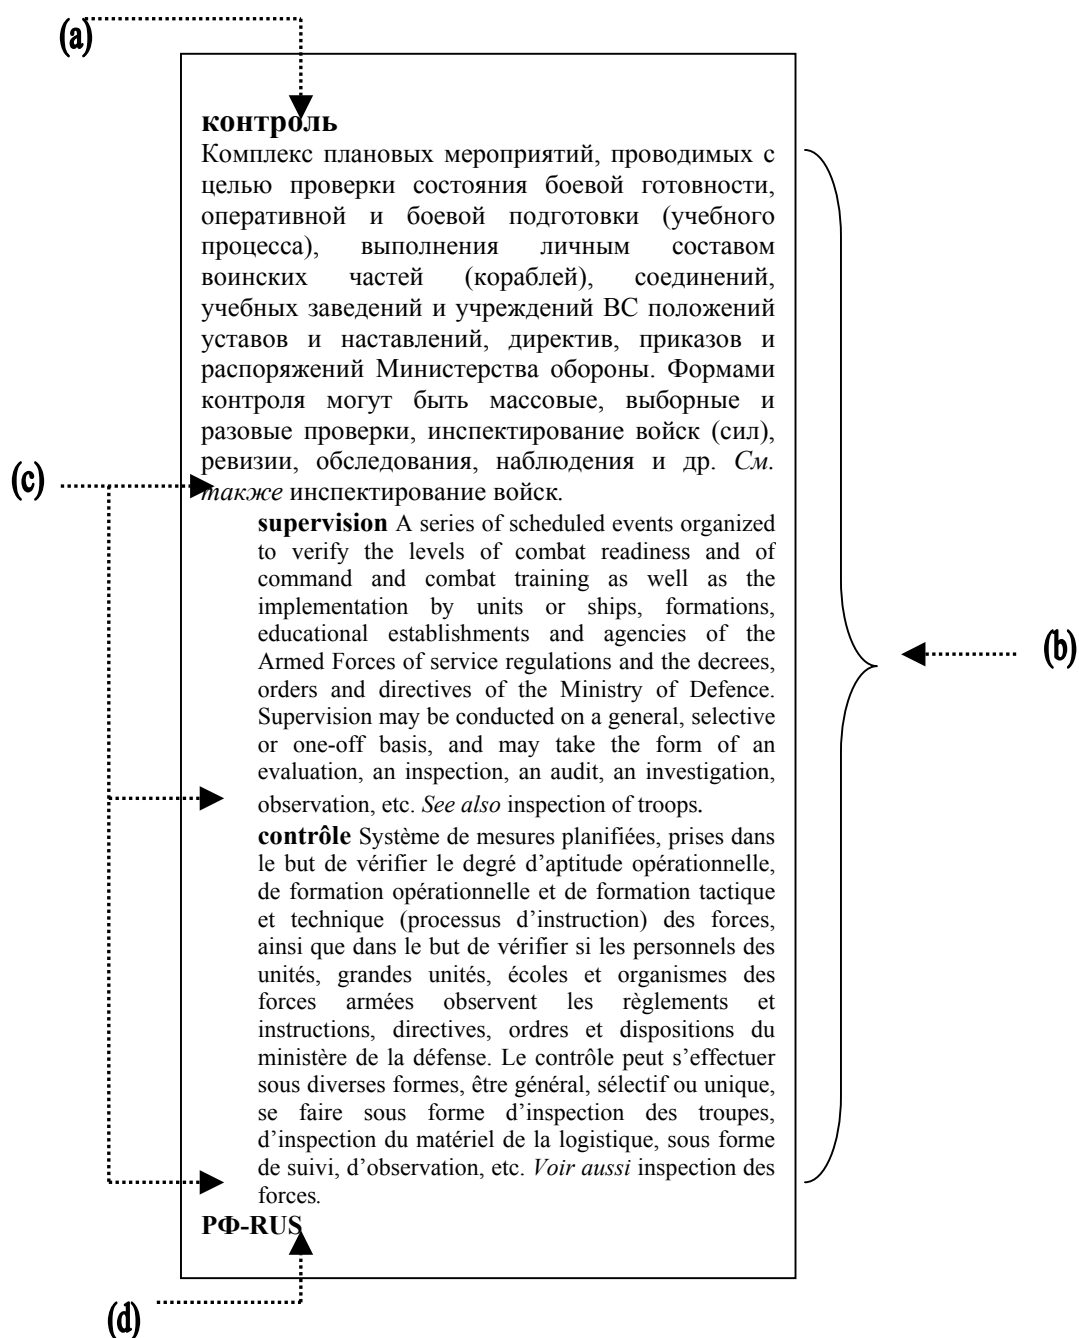 (a)
контроль
Комплекс плановых мероприятий, проводимых с
целью проверки состояния боевой готовности,
оперативной и боевой подготовки (учебного
процесса), выполнения личным составом
воинских частей (кораблей), соединений,
учебных заведений и учреждений ВС положений
уставов и наставлений, директив, приказов и
распоряжений Министерства обороны. Формами
контроля могут быть массовые, выборные и
разовые проверки, инспектирование войск (сил),
ревизии, обследования, наблюдения и др. См.
(c)
также инспектирование войск.
supervision A series of scheduled events organized
to verify the levels of combat readiness and of
command and combat training as well as the
implementation by units or ships, formations,
educational establishments and agencies of the
Armed Forces of service regulations and the decrees,
(b)
orders and directives of the Ministry of Defence.
Supervision may be conducted on a general, selective
or one-off basis, and may take the form of an
evaluation, an inspection, an audit, an investigation,
observation, etc. See also inspection of troops.
contrôle Système de mesures planifiées, prises dans
le but de vérifier le degré d'aptitude opérationnelle,
de formation opérationnelle et de formation tactique
et technique (processus d'instruction) des forces,
ainsi que dans le but de vérifier si les personnels des
unités, grandes unités, écoles et organismes des
forces armées observent les règlements et
instructions, directives, ordres et dispositions du
ministère de la défense. Le contrôle peut s'effectuer
sous diverses formes, être général, sélectif ou unique,
se faire sous forme d'inspection des troupes,
d'inspection du matériel de la logistique, sous forme
de suivi, d'observation, etc. Voir aussi inspection des
forces.
РФ-RUS
(d)